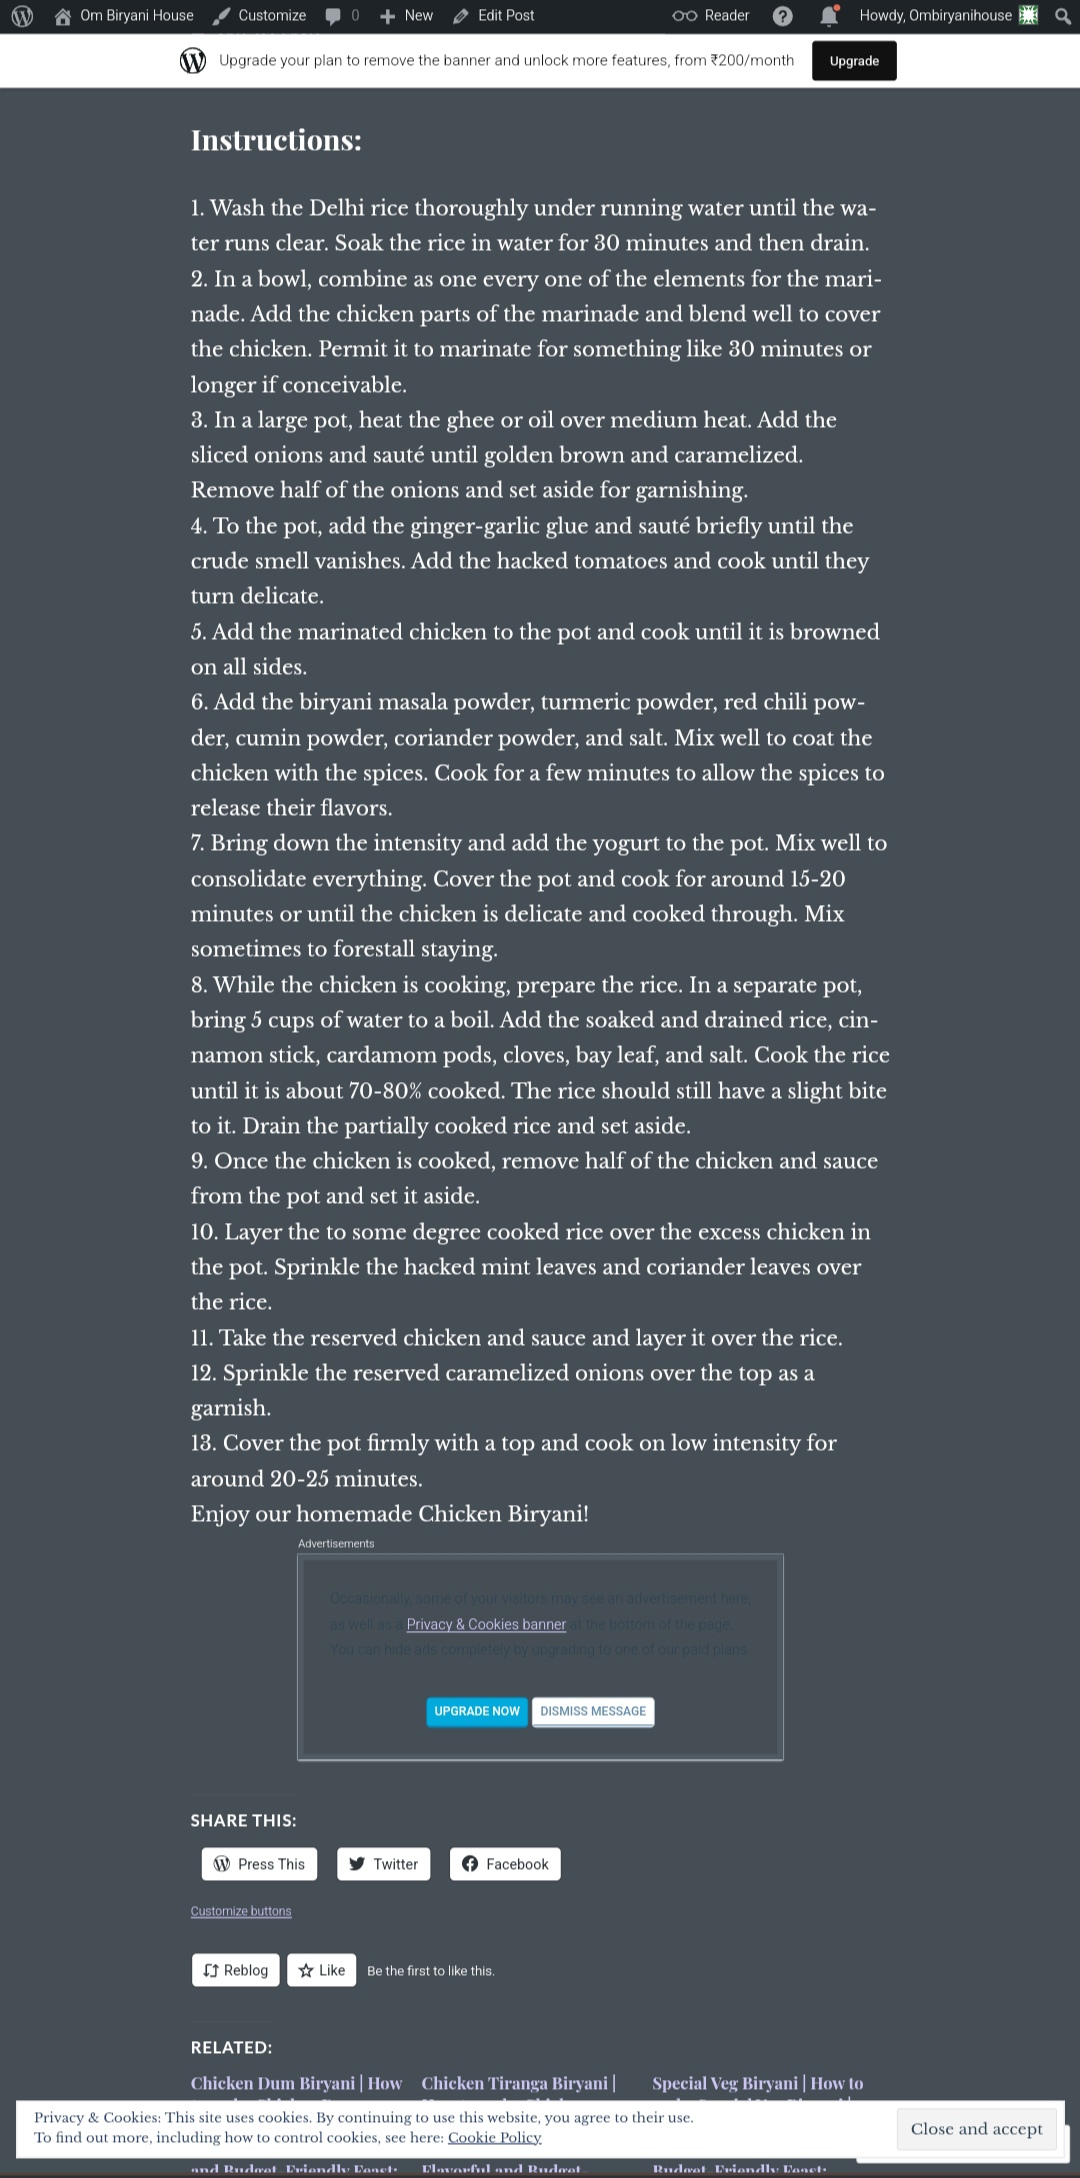 Om Biryani House Customize 0 New Edit Post Reader Howdy, Ombiryanihouse
Upgrade your plan to remove the banner and unlock more features, from ₹200/month Upgrade
Instructions:
1. Wash the Delhi rice thoroughly under running water until the wa-
ter runs clear. Soak the rice in water for 30 minutes and then drain.
2. In a bowl, combine as one every one of the elements for the mari-
nade. Add the chicken parts of the marinade and blend well to cover
the chicken. Permit it to marinate for something like 30 minutes or
longer if conceivable.
3. In a large pot, heat the ghee or oil over medium heat. Add the
sliced onions and sauté until golden brown and caramelized.
Remove half of the onions and set aside for garnishing.
4. To the pot, add the ginger-garlic glue and sauté briefly until the
crude smell vanishes. Add the hacked tomatoes and cook until they
turn delicate.
5. Add the marinated chicken to the pot and cook until it is browned
on all sides.
6. Add the biryani masala powder, turmeric powder, red chili pow-
der, cumin powder, coriander powder, and salt. Mix well to coat the
chicken with the spices. Cook for a few minutes to allow the spices to
release their flavors.
7. Bring down the intensity and add the yogurt to the pot. Mix well to
consolidate everything. Cover the pot and cook for around 15-20
minutes or until the chicken is delicate and cooked through. Mix
sometimes to forestall staying.
8. While the chicken is cooking, prepare the rice. In a separate pot,
bring 5 cups of water to a boil. Add the soaked and drained rice, cin-
namon stick, cardamom pods, cloves, bay leaf, and salt. Cook the rice
until it is about 70-80% cooked. The rice should still have a slight bite
to it. Drain the partially cooked rice and set aside.
9. Once the chicken is cooked, remove half of the chicken and sauce
from the pot and set it aside.
10. Layer the to some degree cooked rice over the excess chicken in
the pot. Sprinkle the hacked mint leaves and coriander leaves over
the rice.
11. Take the reserved chicken and sauce and layer it over the rice.
12. Sprinkle the reserved caramelized onions over the top as a
garnish.
13. Cover the pot firmly with a top and cook on low intensity for
around 20-25 minutes.
Enjoy our homemade Chicken Biryani!
Advertisements
Occasionally, some of your visitors may see an advertisement here,
as well as a Privacy & Cookies banner at the bottom of the page.
You can hide ads completely by upgrading to one of our paid plans.
UPGRADE NOW DISMISS MESSAGE
SHARE THIS:
Press This Twitter Facebook
Customize buttons
Reblog Like Be the first to like this.
RELATED:
Chicken Dum Biryani | How Chicken Tiranga Biryani | Special Veg Biryani | How to
Privacy & Cookies: This site uses cookies. By continuing to use this website, you agree to their use.
To find out more, including how to control cookies, see here: Cookie Policy
Close and accept
and Budget-Friendly Feast: Flavorful and Budget- Budget-Friendly Feast: